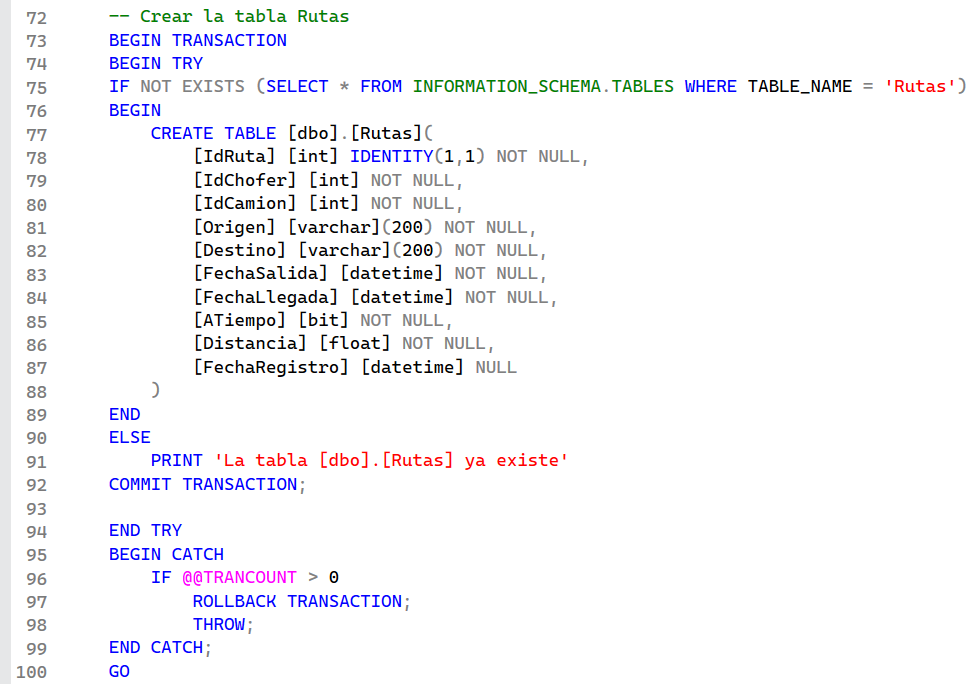 72 -- Crear la tabla Rutas
73 BEGIN TRANSACTION
74 BEGIN TRY
75 IF NOT EXISTS (SELECT * FROM INFORMATION_SCHEMA.TABLES WHERE TABLE_NAME = 'Rutas')
76 BEGIN
77     CREATE TABLE [dbo].[Rutas](
78         [IdRuta] [int] IDENTITY(1,1) NOT NULL,
79         [IdChofer] [int] NOT NULL,
80         [IdCamion] [int] NOT NULL,
81         [Origen] [varchar](200) NOT NULL,
82         [Destino] [varchar](200) NOT NULL,
83         [FechaSalida] [datetime] NOT NULL,
84         [FechaLlegada] [datetime] NOT NULL,
85         [ATiempo] [bit] NOT NULL,
86         [Distancia] [float] NOT NULL,
87         [FechaRegistro] [datetime] NULL
88     )
89 END
90 ELSE
91     PRINT 'La tabla [dbo].[Rutas] ya existe'
92 COMMIT TRANSACTION;
93
94 END TRY
95 BEGIN CATCH
96     IF @@TRANCOUNT > 0
97         ROLLBACK TRANSACTION;
98         THROW;
99 END CATCH;
100 GO